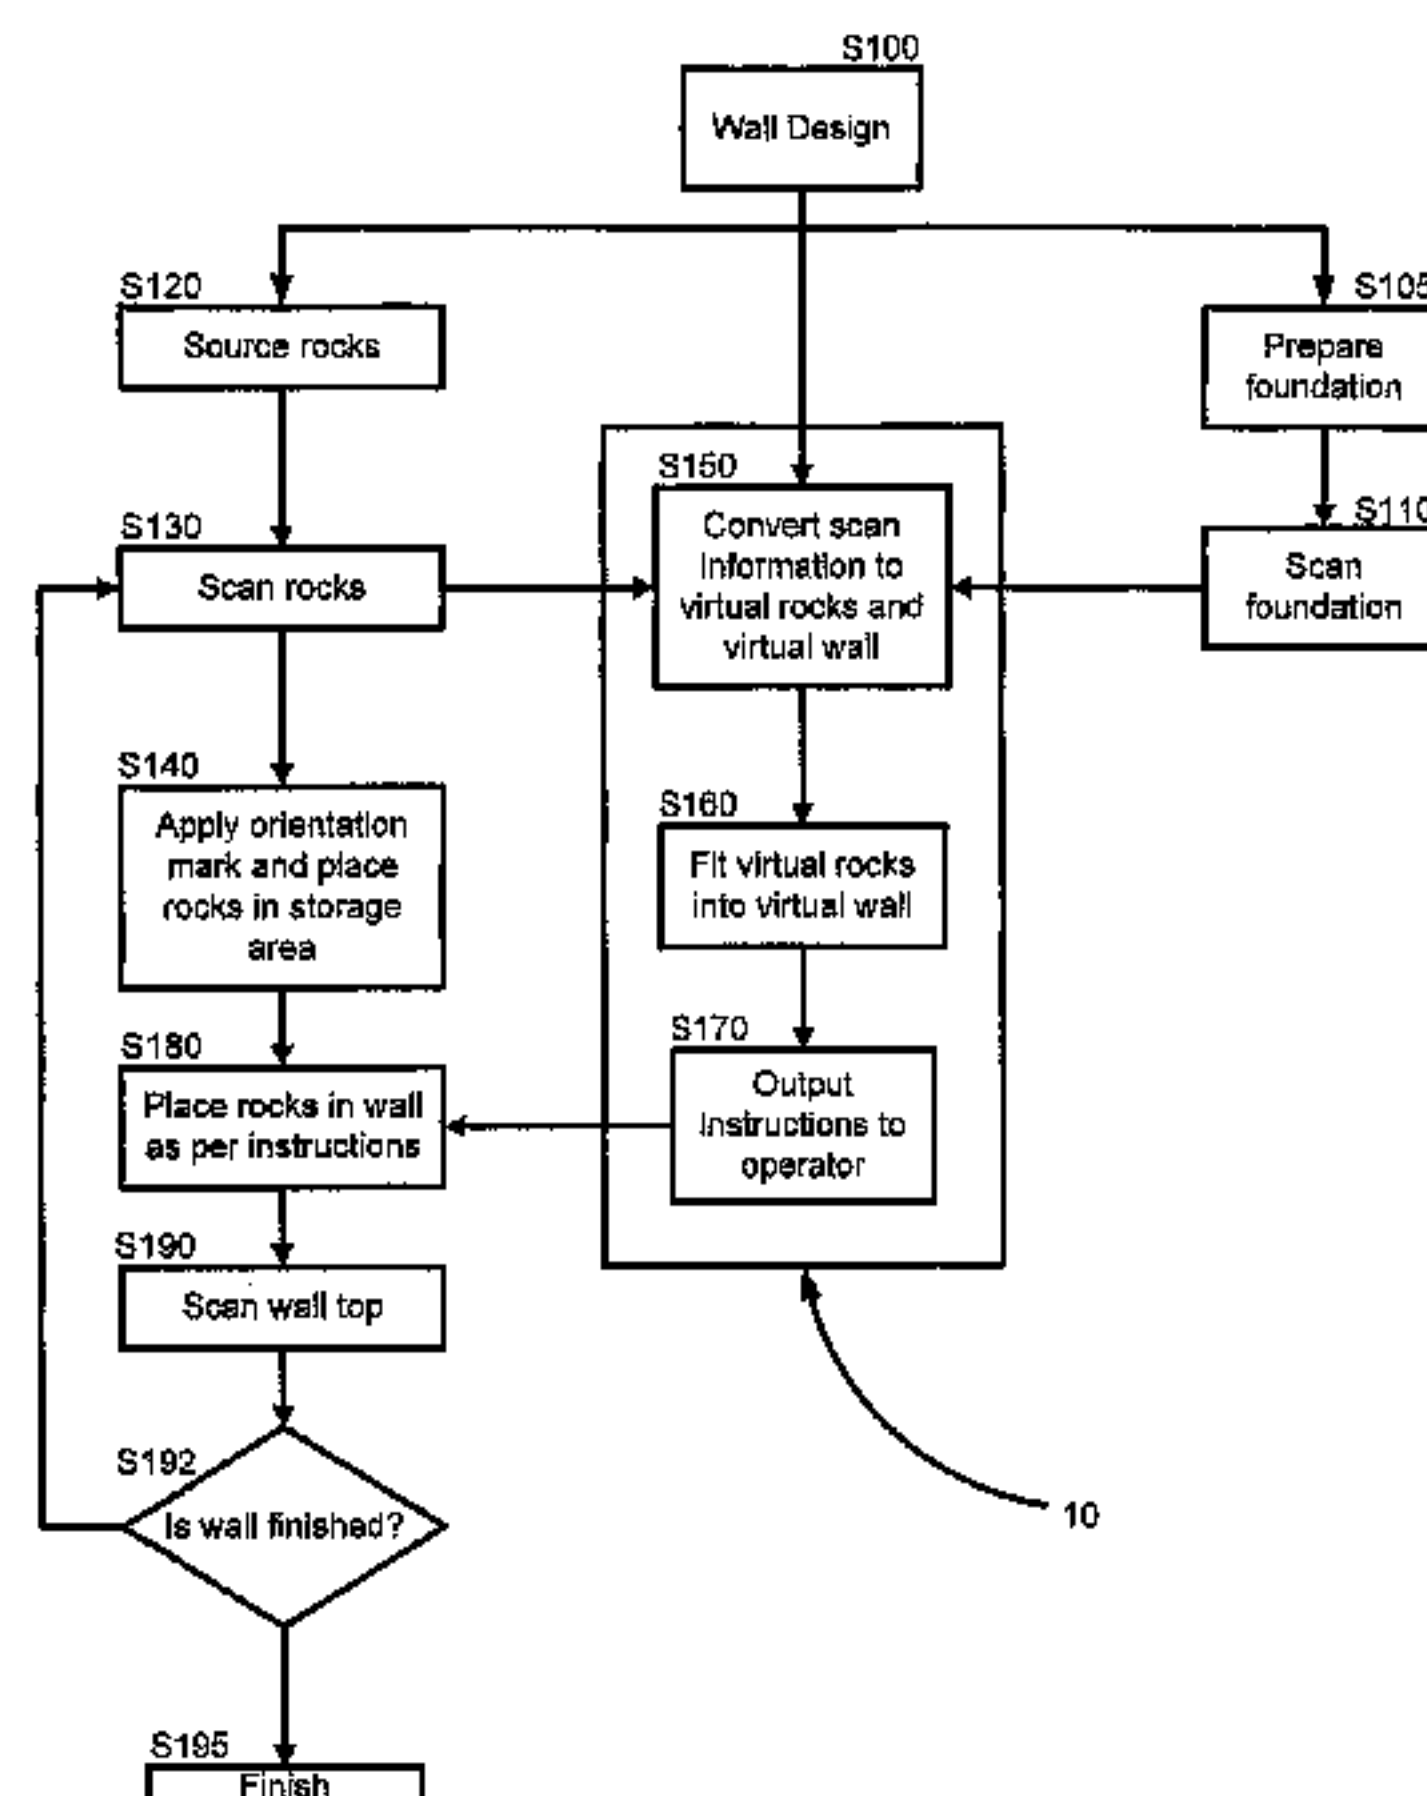 S100
Wall Design
S120
Source rocks
S105
Prepare
foundation
S130
Scan rocks
S150
Convert scan
Information to
virtual rocks and
virtual wall
S110
Scan
foundation
S140
Apply orientation
mark and place
rocks in storage
area
S160
Fit virtual rocks
into virtual wall
S170
Output
Instructions to
operator
S180
Place rocks in wall
as per instructions
S190
Scan wall top
S192
Is wall finished?
10
S195
Finish